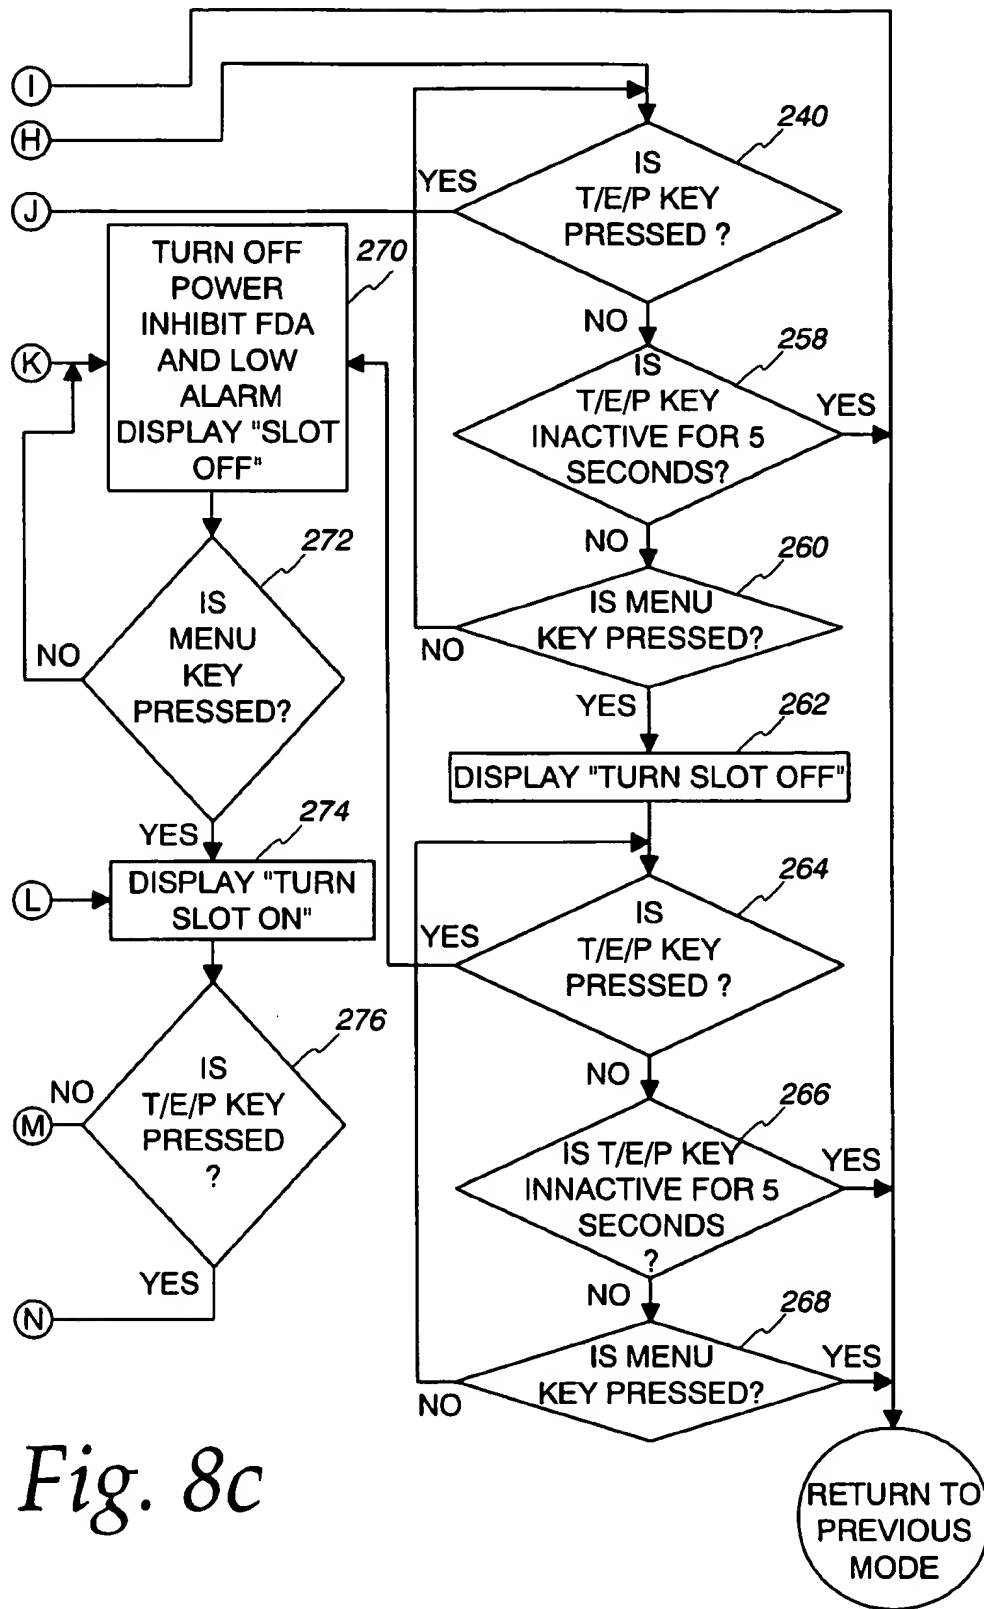 I
H
J
K
L
M
N
240
IS
T/E/P KEY
PRESSED ?
YES
NO
258
IS
T/E/P KEY
INACTIVE FOR 5
SECONDS?
YES
NO
260
IS MENU
KEY PRESSED?
NO
YES
262
DISPLAY "TURN SLOT OFF"
264
IS
T/E/P KEY
PRESSED ?
YES
NO
266
IS T/E/P KEY
INNACTIVE FOR 5
SECONDS
?
YES
NO
268
IS MENU
KEY PRESSED?
YES
NO
270
TURN OFF
POWER
INHIBIT FDA
AND LOW
ALARM
DISPLAY "SLOT
OFF"
272
IS
MENU
KEY
PRESSED?
NO
YES
274
DISPLAY "TURN
SLOT ON"
276
IS
T/E/P KEY
PRESSED
?
NO
YES
RETURN TO
PREVIOUS
MODE
Fig. 8c